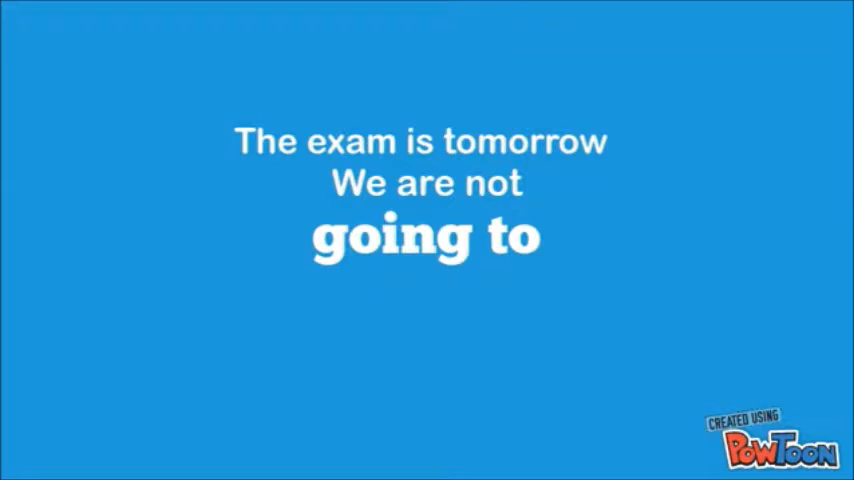 The exam is tomorrow
We are not
going to
CREATED USING
POWTOON